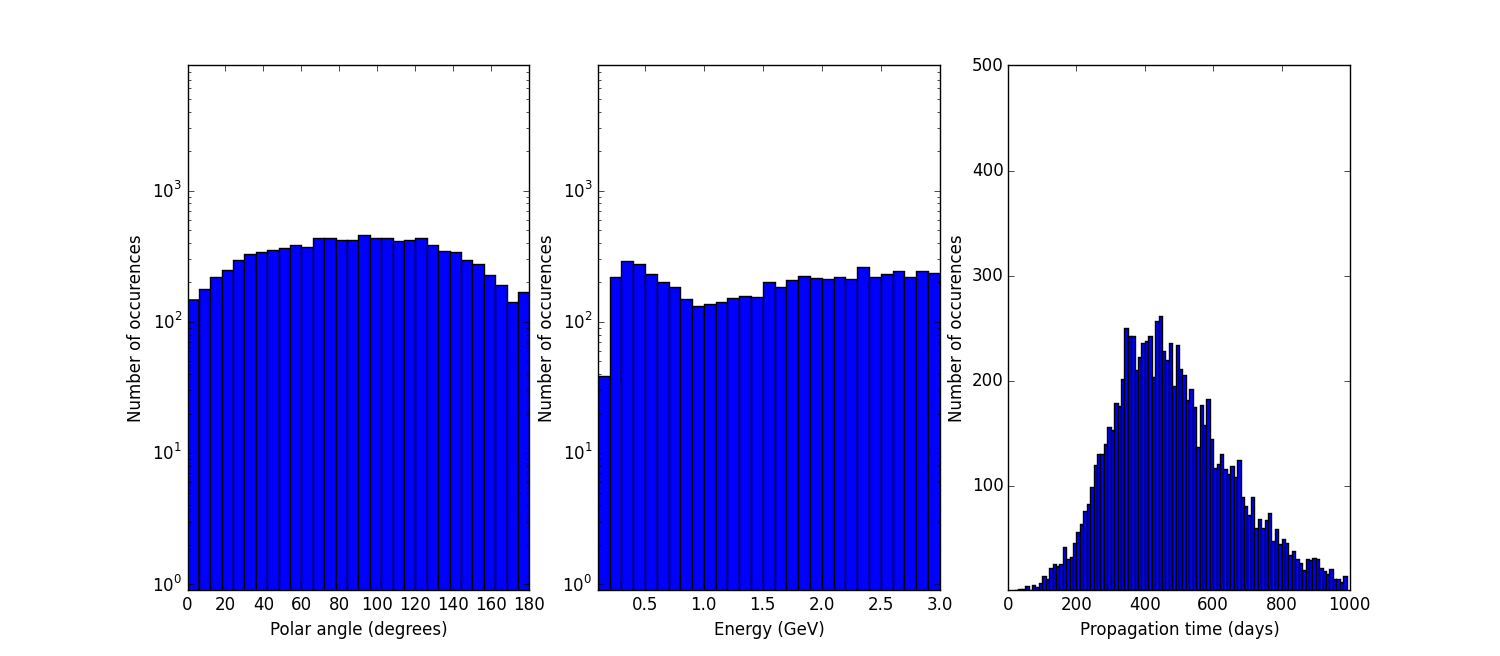 Number of occurences
10³
10²
10¹
10⁰
0 20 40 60 80 100 120 140 160 180
Polar angle (degrees)
Number of occurences
10³
10²
10¹
10⁰
0.5 1.0 1.5 2.0 2.5 3.0
Energy (GeV)
Number of occurences
500
400
300
200
100
0 200 400 600 800 1000
Propagation time (days)